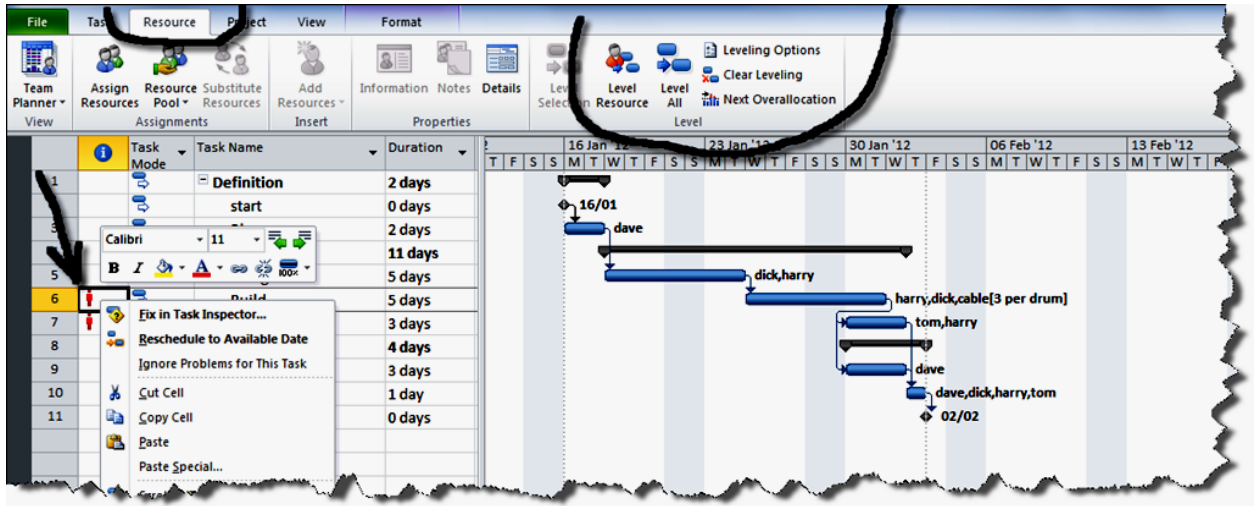 File Task Resource Project View Format
Team Planner Assign Resources Resource Pool Substitute Resources Add Resources Information Notes Details Level Selection Level Resource Level All Leveling Options
Clear Leveling
Next Overallocation
View Assignments Insert Properties Level
Task Mode Task Name Duration 16 Jan '12 23 Jan '12 30 Jan '12 06 Feb '12 13 Feb '12
T F S S M T W T F S S M T W T F S S M T W T F S S M T W T F S S M T W T F
1 Definition 2 days
start 0 days 16/01
3 2 days dave
11 days
Calibri 11
B I A 100%
5 5 days dick,harry
6 Build 5 days harry,dick,cable[3 per drum]
7 3 days tom,harry
8 4 days
9 3 days dave
10 1 day dave,dick,harry,tom
11 0 days 02/02
Fix in Task Inspector...
Reschedule to Available Date
Ignore Problems for This Task
Cut Cell
Copy Cell
Paste
Paste Special...